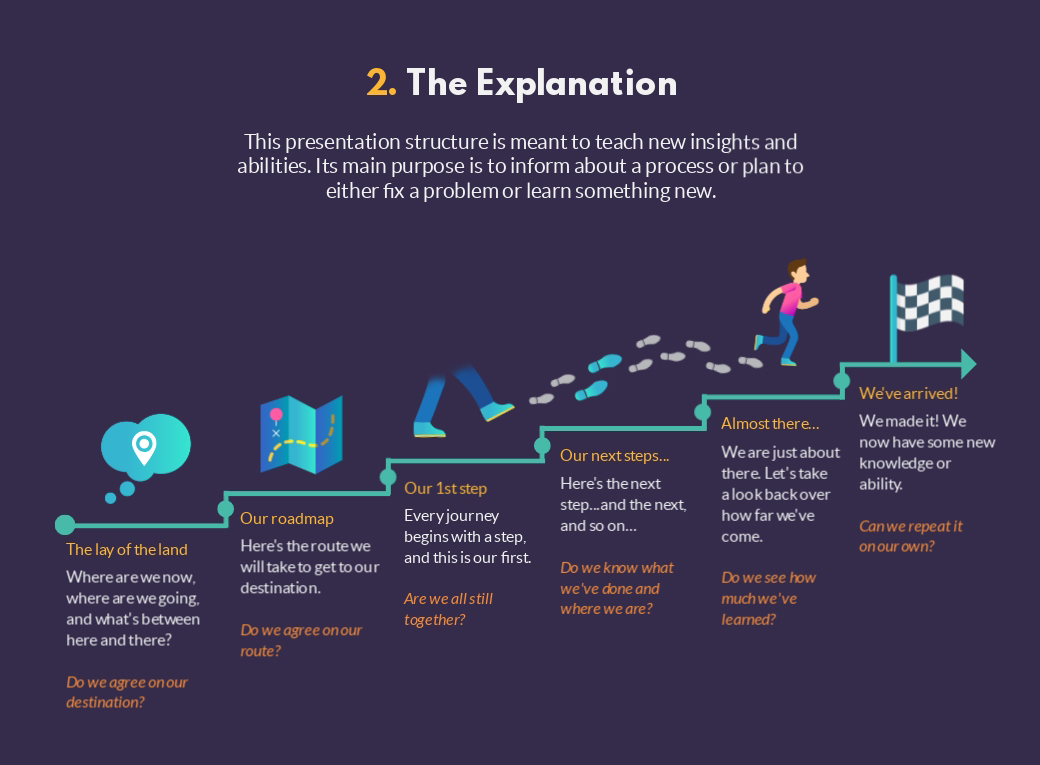 2. The Explanation
This presentation structure is meant to teach new insights and
abilities. Its main purpose is to inform about a process or plan to
either fix a problem or learn something new.
The lay of the land
Where are we now,
where are we going,
and what's between
here and there?
Do we agree on our
destination?
Our roadmap
Here's the route we
will take to get to our
destination.
Do we agree on our
route?
Our 1st step
Every journey
begins with a step,
and this is our first.
Are we all still
together?
Our next steps...
Here's the next
step...and the next,
and so on...
Do we know what
we've done and
where we are?
Almost there...
We are just about
there. Let's take
a look back over
how far we've
come.
Do we see how
much we've
learned?
We've arrived!
We made it! We
now have some new
knowledge or
ability.
Can we repeat it
on our own?